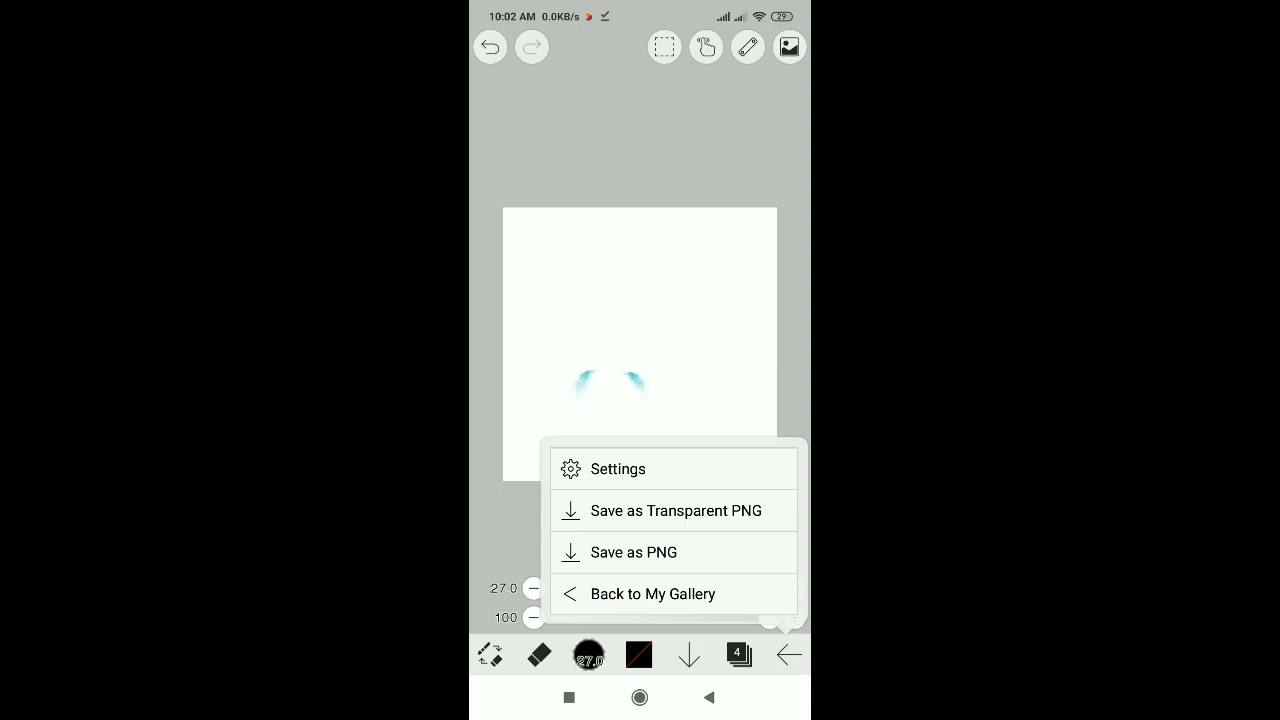 10:02 AM 0.0KB/s 29
Settings
Save as Transparent PNG
Save as PNG
27.0
Back to My Gallery
100
27.0 4